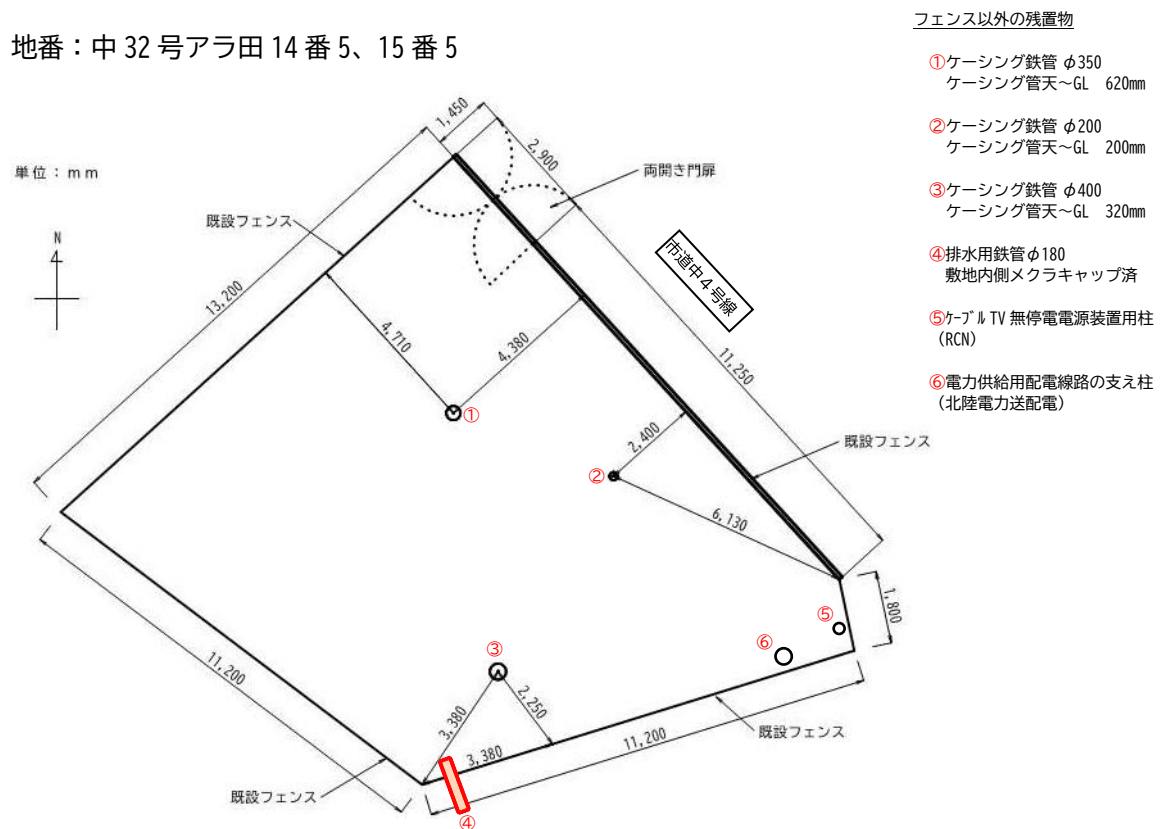 地番：中 32 号アラ田 14 番 5、15 番 5
単位：ｍｍ
N
フェンス以外の残置物
①ケーシング鉄管 φ350
ケーシング管天～GL　620㎜
②ケーシング鉄管 φ200
ケーシング管天～GL　200㎜
③ケーシング鉄管 φ400
ケーシング管天～GL　320㎜
④排水用鉄管φ180
敷地内側メクラキャップ済
⑤ｹｰﾌﾞﾙ TV 無停電電源装置用柱
（RCN）
⑥電力供給用配電線路の支え柱
（北陸電力送配電）
1,450
2,900
両開き門扉
既設フェンス
市道中４号線
13,200
4,710
4,380
11,250
①
2,400
既設フェンス
②
6,130
1,800
⑤
⑥
③
11,200
3,380
2,250
3,380
11,200
既設フェンス
既設フェンス
④